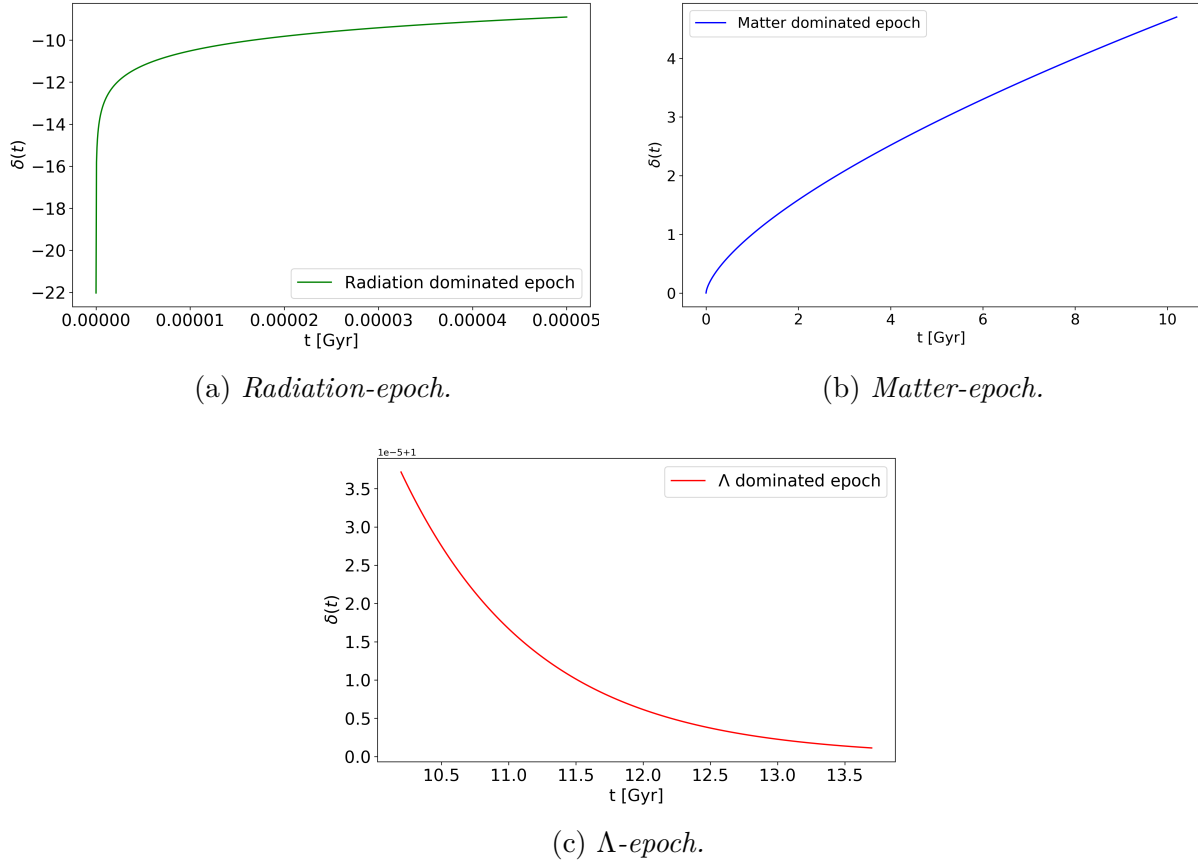 −10
−12
−14
−16
−18
−20
−22
δ(t)
Radiation dominated epoch
0.00000 0.00001 0.00002 0.00003 0.00004 0.00005
t [Gyr]
(a) Radiation-epoch.
Matter dominated epoch
4
3
2
1
0
δ(t)
0 2 4 6 8 10
t [Gyr]
(b) Matter-epoch.
1e-5+1
Λ dominated epoch
3.5
3.0
2.5
2.0
1.5
1.0
0.5
0.0
δ(t)
10.5 11.0 11.5 12.0 12.5 13.0 13.5
t [Gyr]
(c) Λ-epoch.